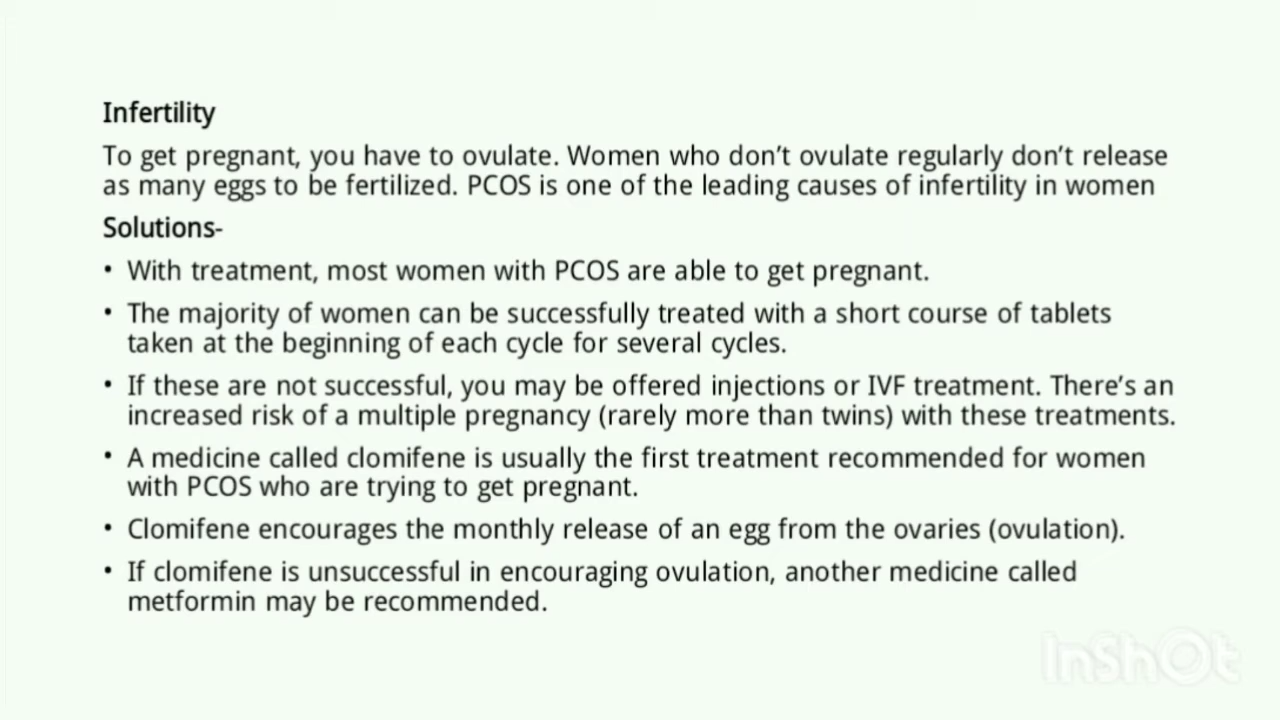 Infertility
To get pregnant, you have to ovulate. Women who don’t ovulate regularly don’t release
as many eggs to be fertilized. PCOS is one of the leading causes of infertility in women
Solutions-
• With treatment, most women with PCOS are able to get pregnant.
• The majority of women can be successfully treated with a short course of tablets
taken at the beginning of each cycle for several cycles.
• If these are not successful, you may be offered injections or IVF treatment. There’s an
increased risk of a multiple pregnancy (rarely more than twins) with these treatments.
• A medicine called clomifene is usually the first treatment recommended for women
with PCOS who are trying to get pregnant.
• Clomifene encourages the monthly release of an egg from the ovaries (ovulation).
• If clomifene is unsuccessful in encouraging ovulation, another medicine called
metformin may be recommended.
InShOt